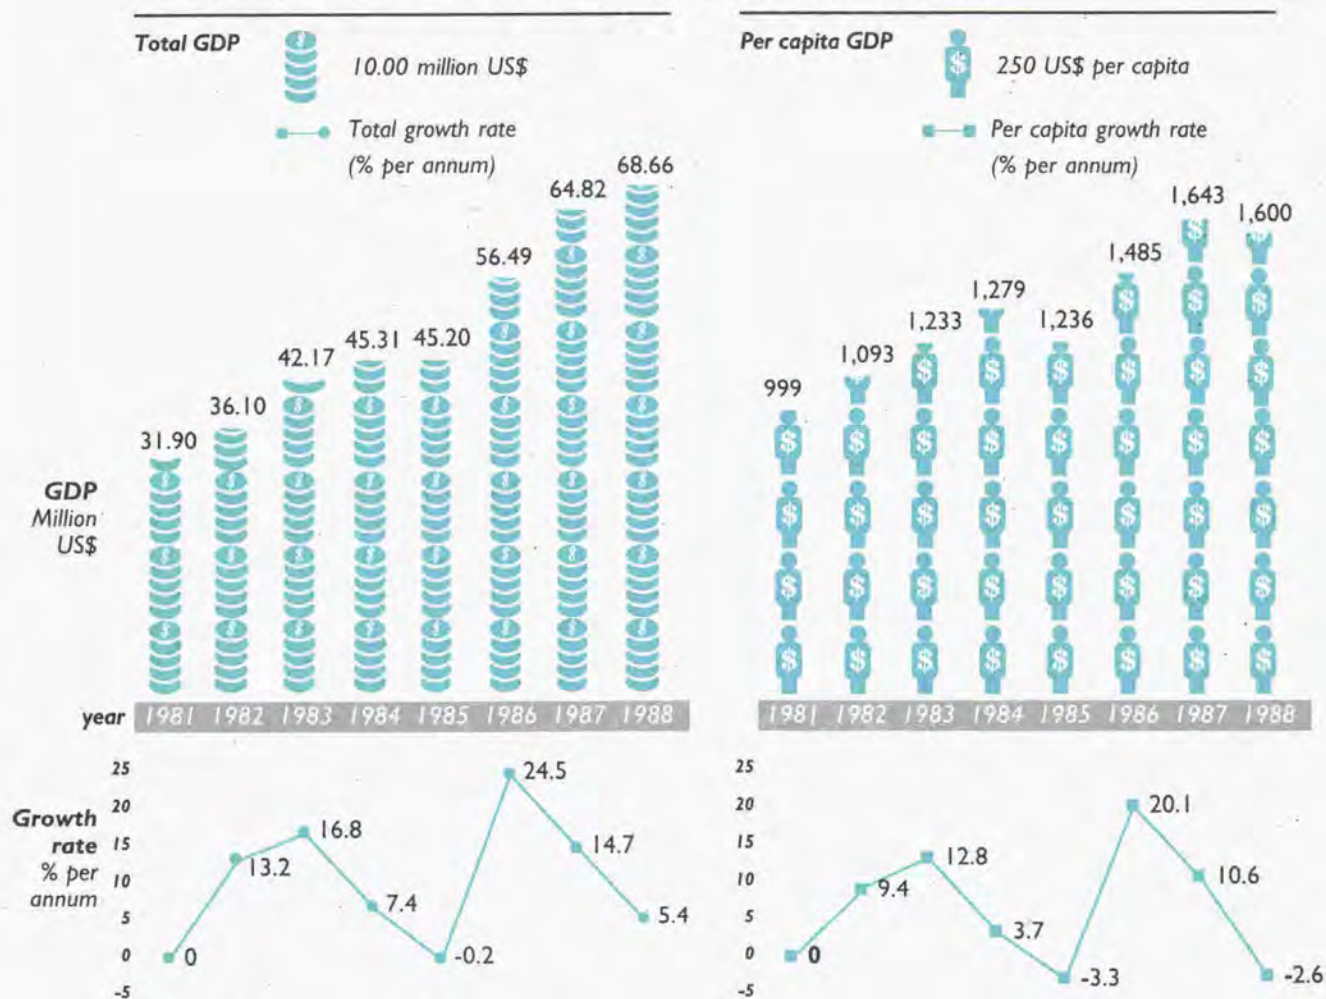 Total GDP
10.00 million US$
Total growth rate
(% per annum)
68.66
64.82
56.49
45.31 45.20
42.17
36.10
31.90
GDP
Million
US$
year 1981 1982 1983 1984 1985 1986 1987 1988
25
20
15
10
5
0
-5
Growth
rate
% per
annum
0
13.2
16.8
7.4
-0.2
24.5
14.7
5.4
Per capita GDP
250 US$ per capita
Per capita growth rate
(% per annum)
1,643
1,600
1,485
1,279
1,233 1,236
1,093
999
1981 1982 1983 1984 1985 1986 1987 1988
25
20
15
10
5
0
-5
0
9.4
12.8
3.7
-3.3
20.1
10.6
-2.6